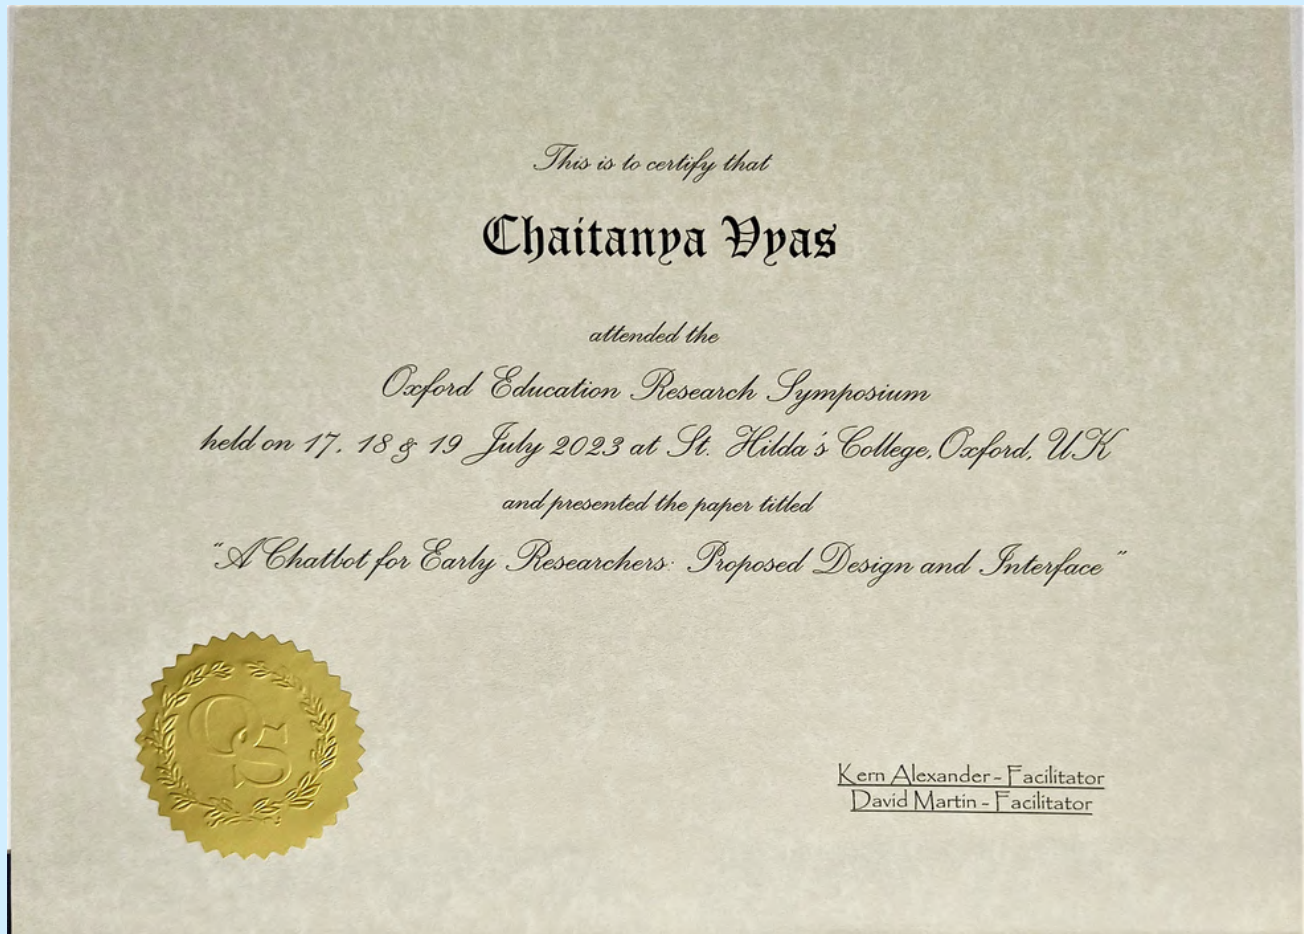 This is to certify that
Chaitanya Vyas
attended the
Oxford Education Research Symposium
held on 17, 18 & 19 July 2023 at St. Hilda's College, Oxford, UK
and presented the paper titled
"A Chatbot for Early Researchers: Proposed Design and Interface"
OS
Kern Alexander - Facilitator
David Martin - Facilitator